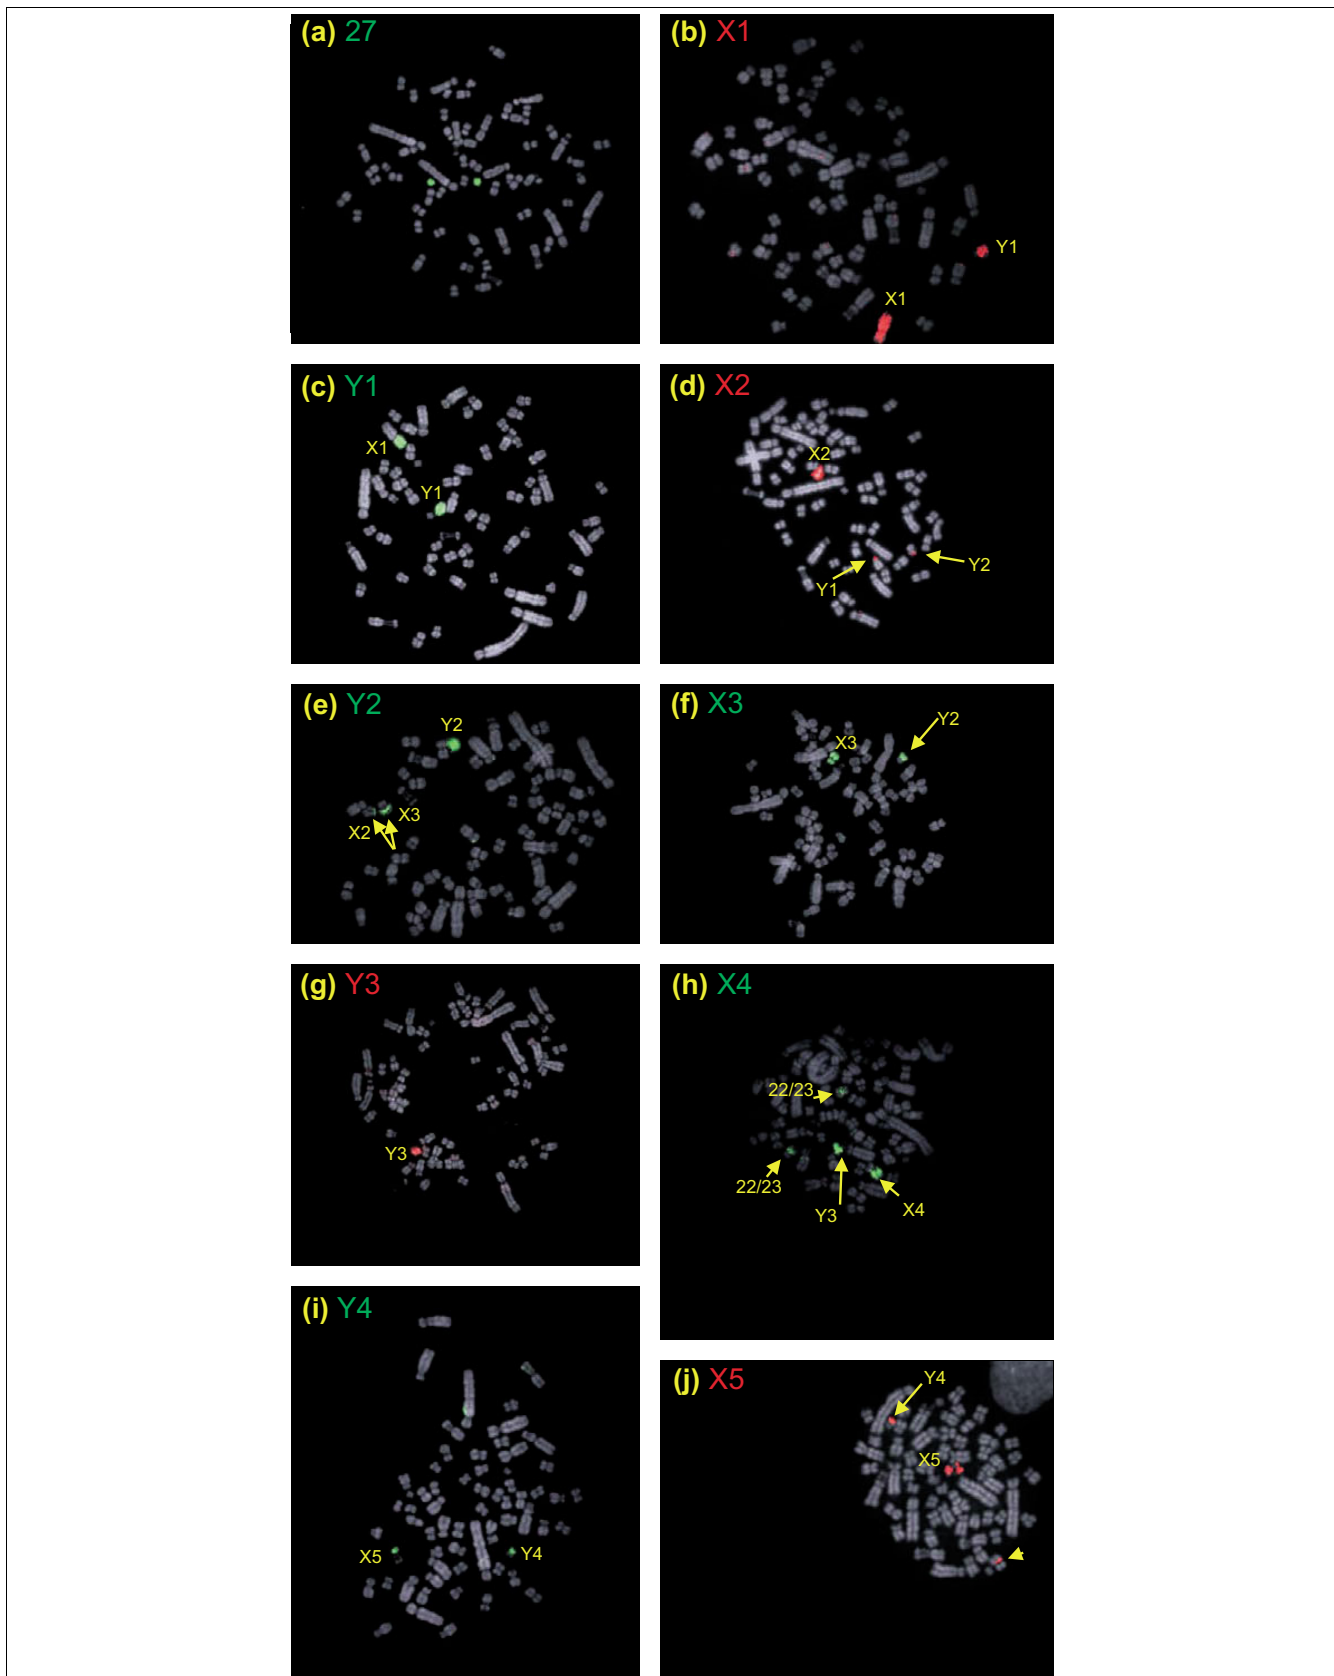 (a) 27
(b) X1
Y1
X1
(c) Y1
X1
Y1
(d) X2
X2
Y1
Y2
(e) Y2
Y2
X3
X2
(f) X3
Y2
X3
(g) Y3
Y3
(h) X4
22/23
22/23
Y3
X4
(i) Y4
X5
Y4
(j) X5
Y4
X5